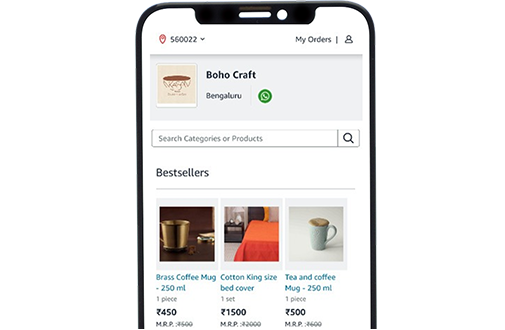 560022
My Orders |
Boho Craft
Bengaluru
Search Categories or Products
Bestsellers
Brass Coffee Mug - 250 ml
1 piece
₹450
M.R.P. :₹500
Cotton King size bed cover
1 set
₹1500
M.R.P. :₹2000
Tea and coffee Mug - 250 ml
1 piece
₹500
M.R.P. :₹600